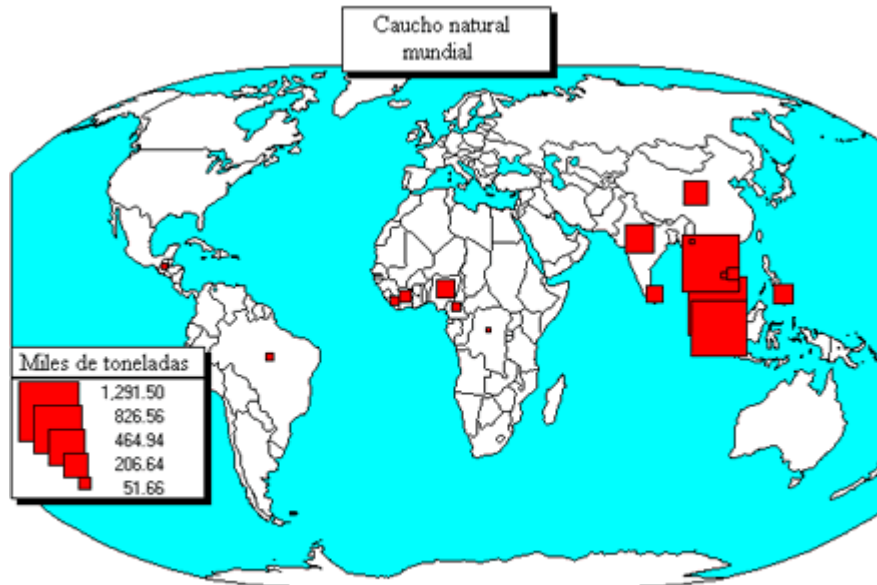 Caucho natural
mundial
Miles de toneladas
1,291.50
826.56
464.94
206.64
51.66